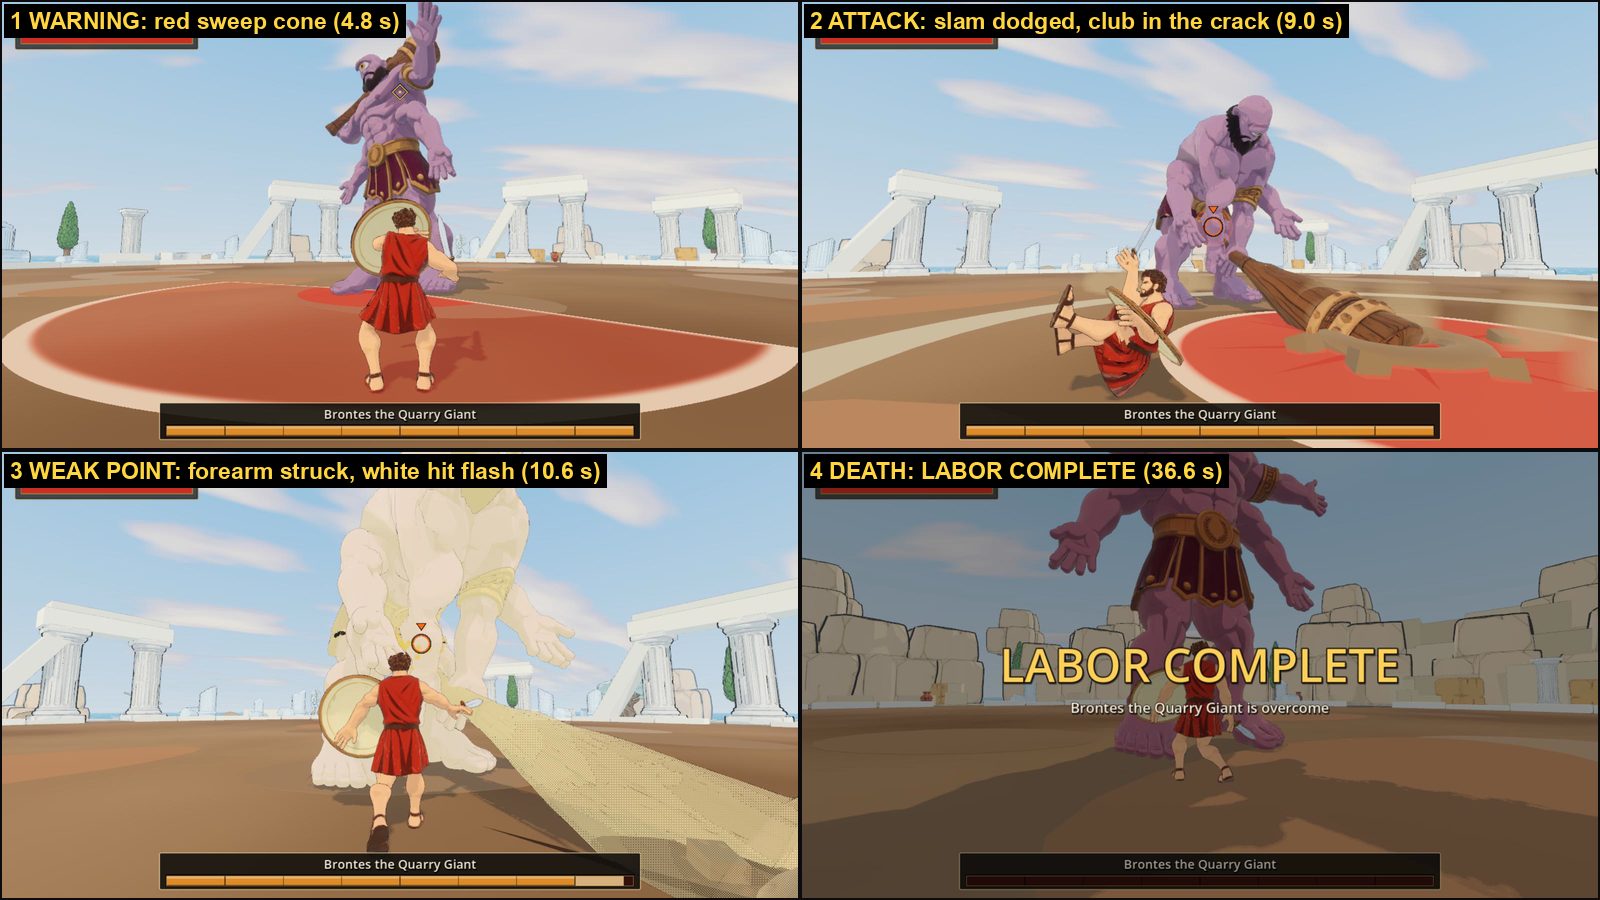 1 WARNING: red sweep cone (4.8 s)
2 ATTACK: slam dodged, club in the crack (9.0 s)
Brontes the Quarry Giant
Brontes the Quarry Giant
3 WEAK POINT: forearm struck, white hit flash (10.6 s)
4 DEATH: LABOR COMPLETE (36.6 s)
LABOR COMPLETE
Brontes the Quarry Giant is overcome
Brontes the Quarry Giant
Brontes the Quarry Giant